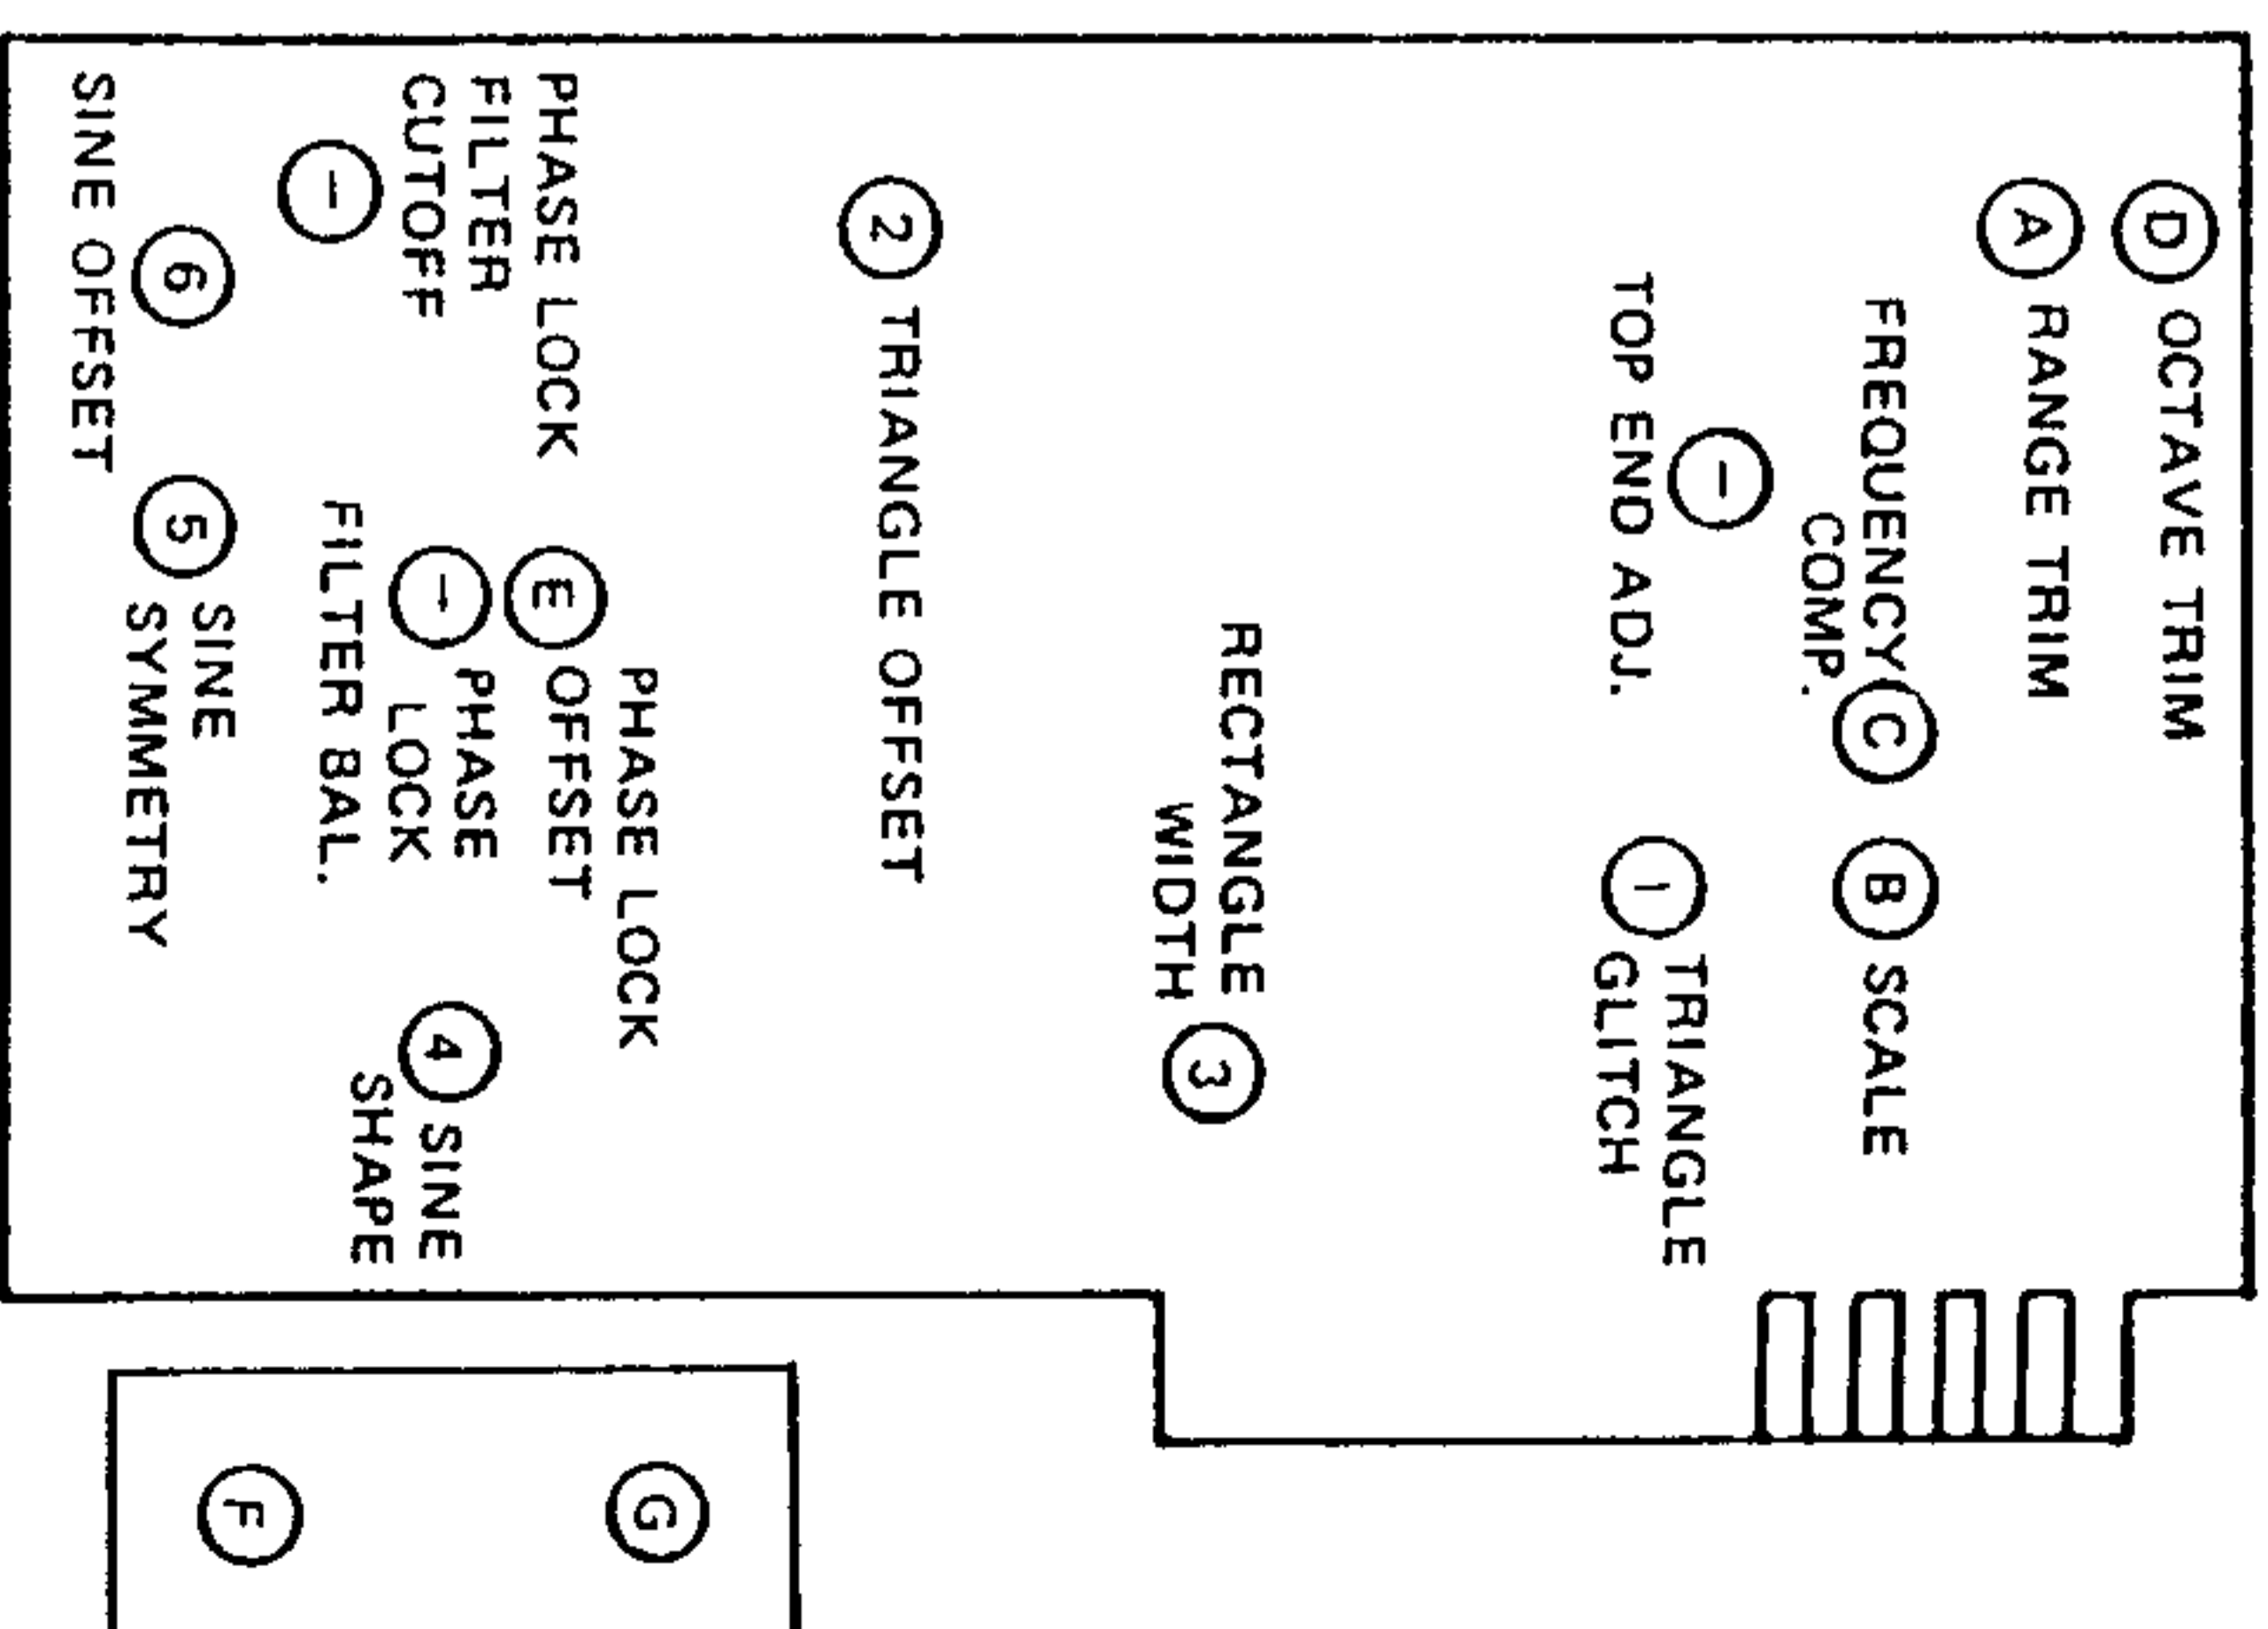 D OCTAVE TRIM
A RANGE TRIM
FREQUENCY C
COMP.
B SCALE
–
TOP END ADJ.
1 TRIANGLE
GLITCH
RECTANGLE
WIDTH 3
2 TRIANGLE OFFSET
PHASE LOCK
FILTER
CUTOFF
–
PHASE LOCK
E OFFSET
– PHASE
LOCK
FILTER BAL.
4 SINE
SHAPE
6
SINE OFFSET
5 SINE
SYMMETRY
G
F